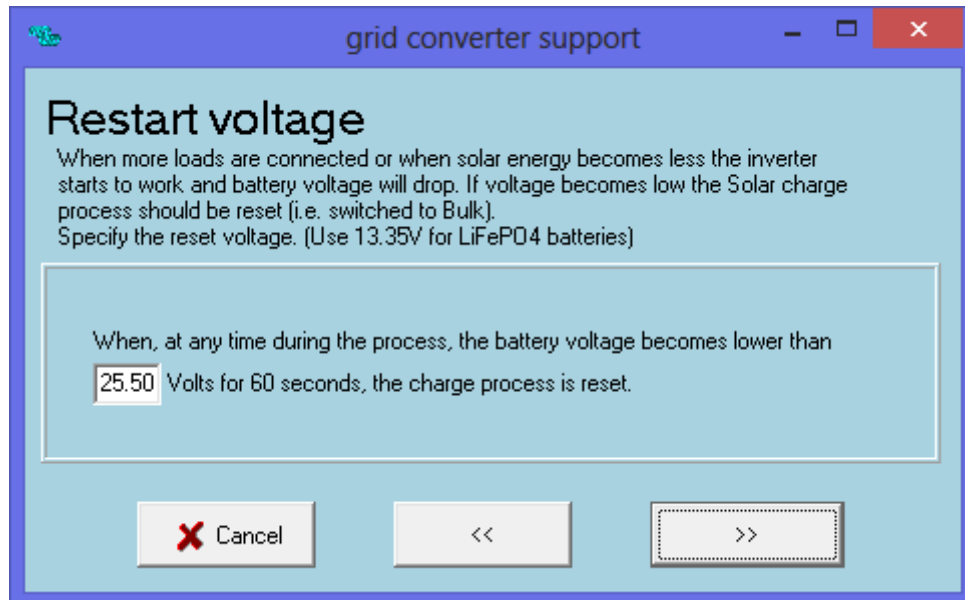 grid converter support
Restart voltage
When more loads are connected or when solar energy becomes less the inverter
starts to work and battery voltage will drop. If voltage becomes low the Solar charge
process should be reset (i.e. switched to Bulk).
Specify the reset voltage. (Use 13.35V for LiFePO4 batteries)
When, at any time during the process, the battery voltage becomes lower than
25.50 Volts for 60 seconds, the charge process is reset.
Cancel << >>